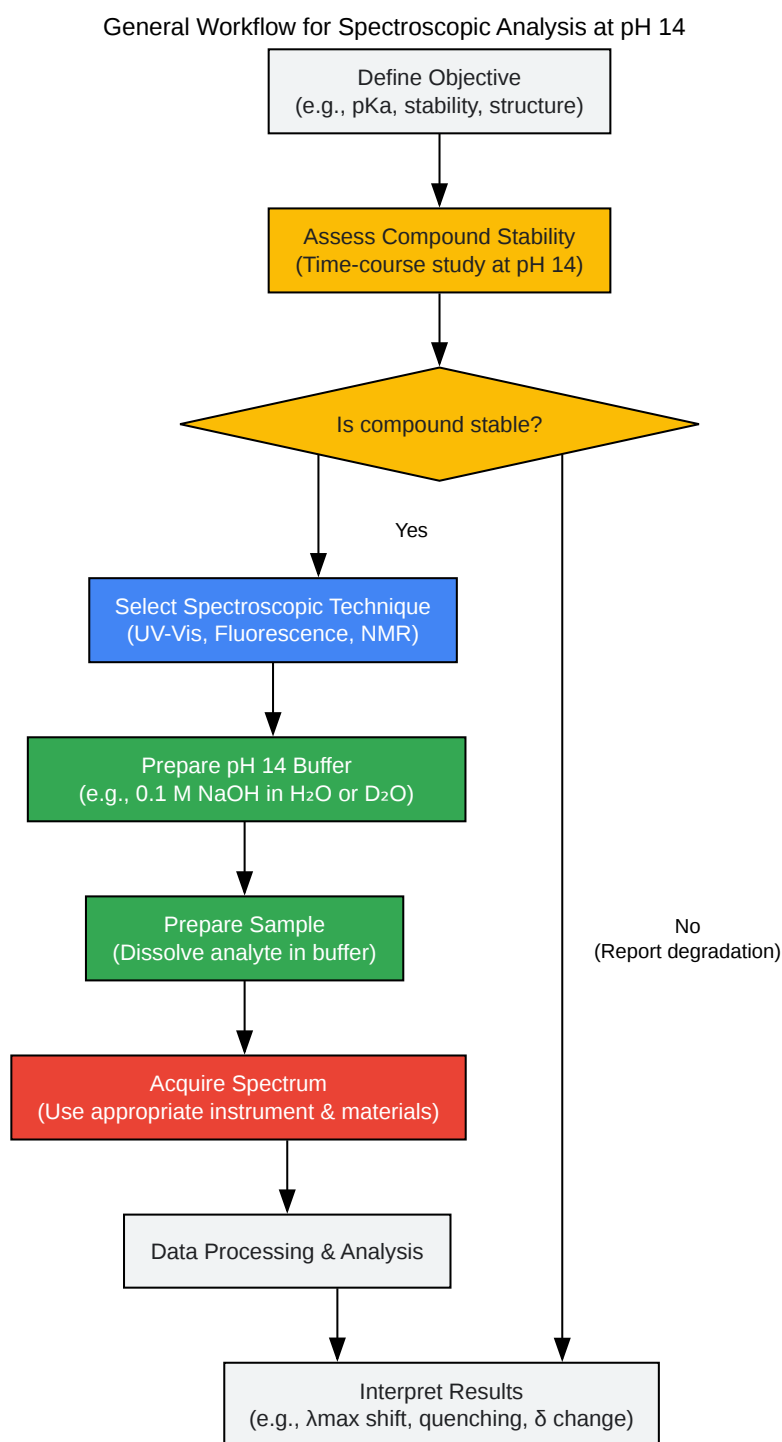 General Workflow for Spectroscopic Analysis at pH 14
Define Objective
(e.g., pKa, stability, structure)
Assess Compound Stability
(Time-course study at pH 14)
Is compound stable?
Yes
Select Spectroscopic Technique
(UV-Vis, Fluorescence, NMR)
Prepare pH 14 Buffer
(e.g., 0.1 M NaOH in H₂O or D₂O)
Prepare Sample
(Dissolve analyte in buffer)
No
(Report degradation)
Acquire Spectrum
(Use appropriate instrument & materials)
Data Processing & Analysis
Interpret Results
(e.g., λmax shift, quenching, δ change)